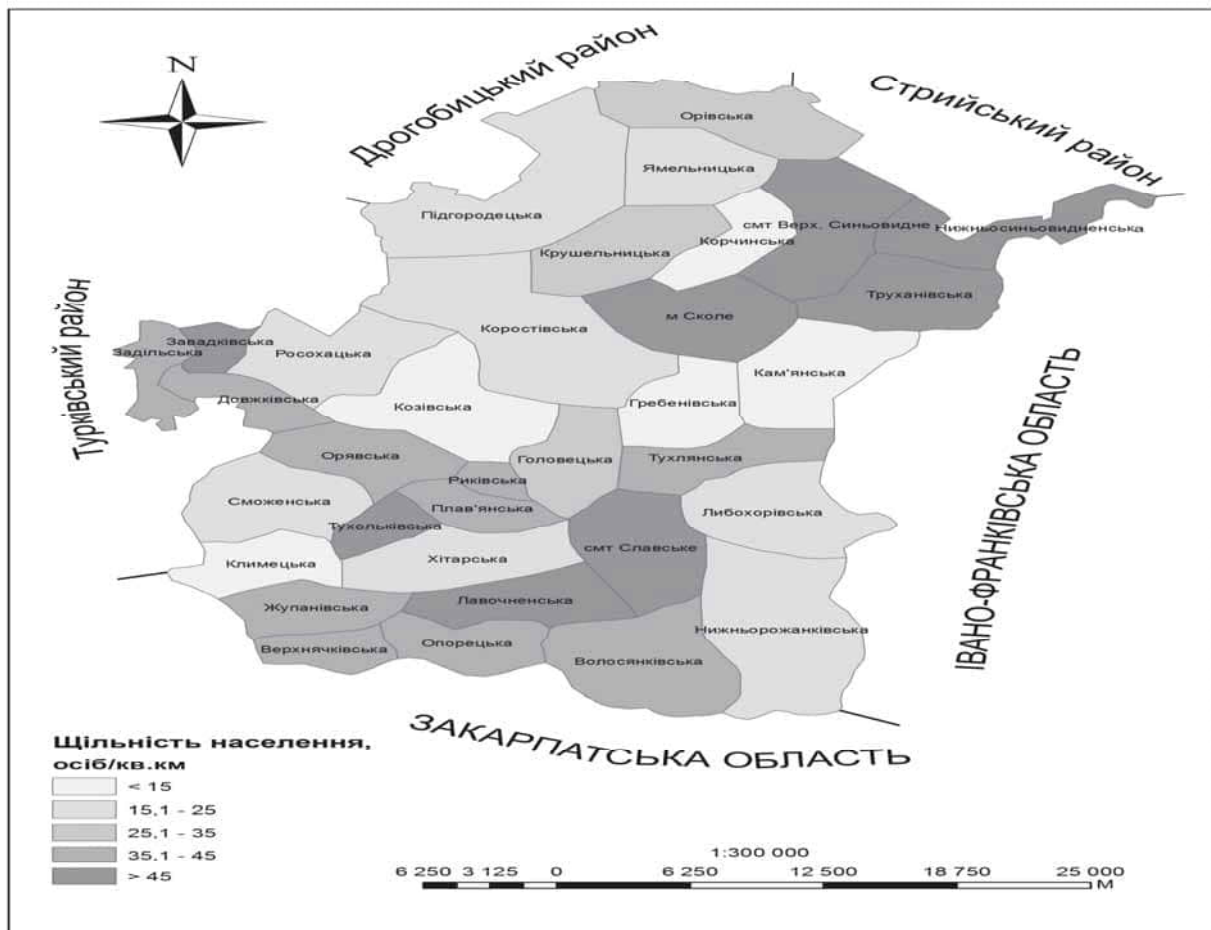 N
Дрогобицький район
Стрийський район
Орівська
Ямельницька
Підгородецька
смт Верх. Синьовидне
Нижньосиньовидненська
Корчинська
Крушельницька
Труханівська
м Сколе
Коростівська
Турківський район
Завадківська
Задільська
Росохацька
Кам'янська
Довжківська
Козівська
Гребенівська
ІВАНО-ФРАНКІВСЬКА ОБЛАСТЬ
Орявська
Головецька
Тухлянська
Риківська
Сможенська
Плав'янська
Либохорівська
Тухольківська
смт Славське
Хітарська
Климецька
Жупанівська
Лавочненська
Нижньорожанківська
Опорецька
Верхнячківська
Волосянківська
ЗАКАРПАТСЬКА ОБЛАСТЬ
Щільність населення,
осіб/кв.км
< 15
15,1 - 25
25,1 - 35
35,1 - 45
> 45
1:300 000
6 250 3 125 0 6 250 12 500 18 750 25 000
М